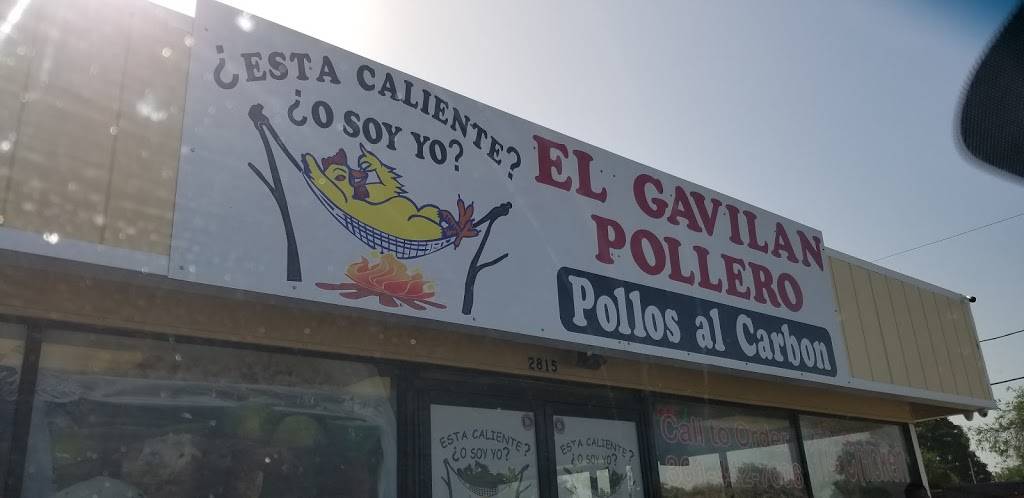 ¿ESTA CALIENTE?
¿O SOY YO?
EL GAVILAN
POLLERO
Pollos al Carbon
2815
ESTA CALIENTE?
¿O SOY YO?
ESTA CALIENTE?
¿O SOY YO?
Call to Order